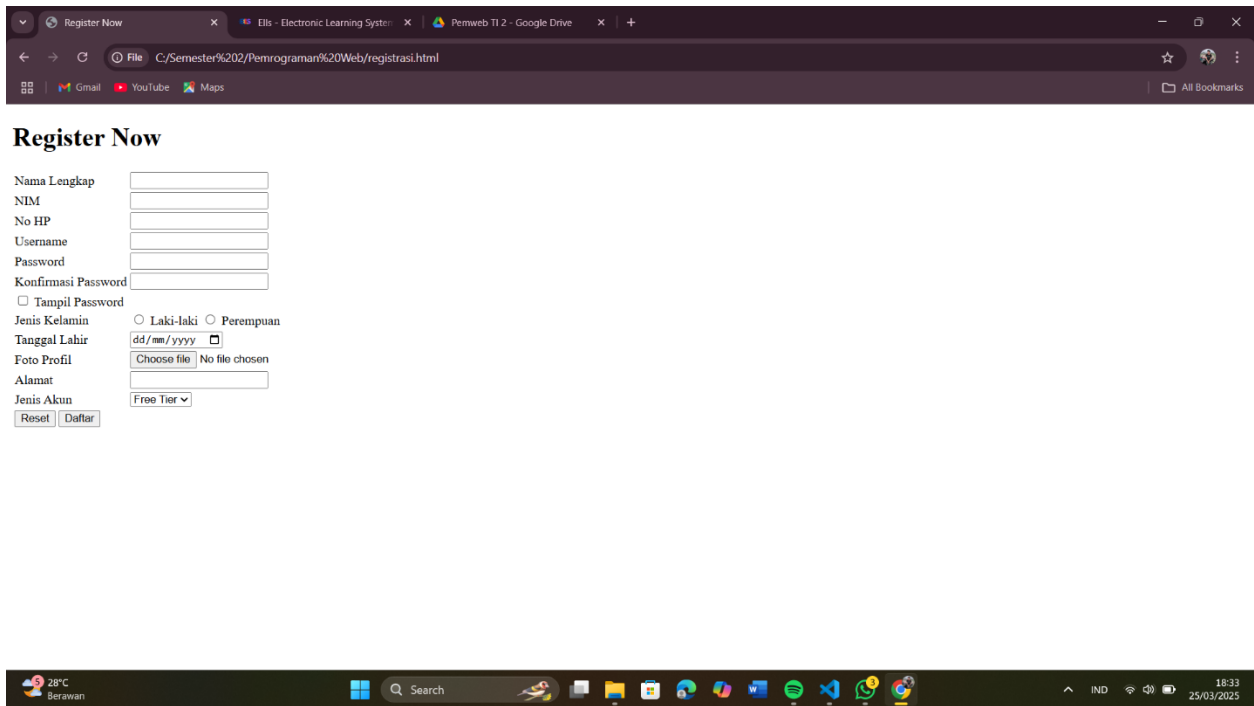 Register Now
Ells - Electronic Learning System
Pemweb TI 2 - Google Drive
File C:/Semester%202/Pemrograman%20Web/registrasi.html
Gmail YouTube Maps All Bookmarks
Register Now
Nama Lengkap
NIM
No HP
Username
Password
Konfirmasi Password
Tampil Password
Jenis Kelamin Laki-laki Perempuan
Tanggal Lahir dd/mm/yyyy
Foto Profil Choose file No file chosen
Alamat
Jenis Akun Free Tier
Reset Daftar
5 28°C
Berawan
Search
3
IND
18:33
25/03/2025